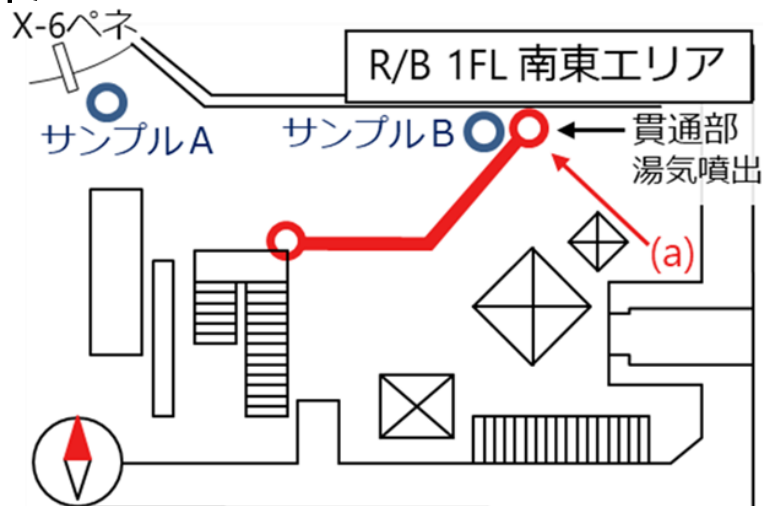 X-6ペネ
R/B 1FL 南東エリア
サンプルA
サンプルB
貫通部
湯気噴出
(a)